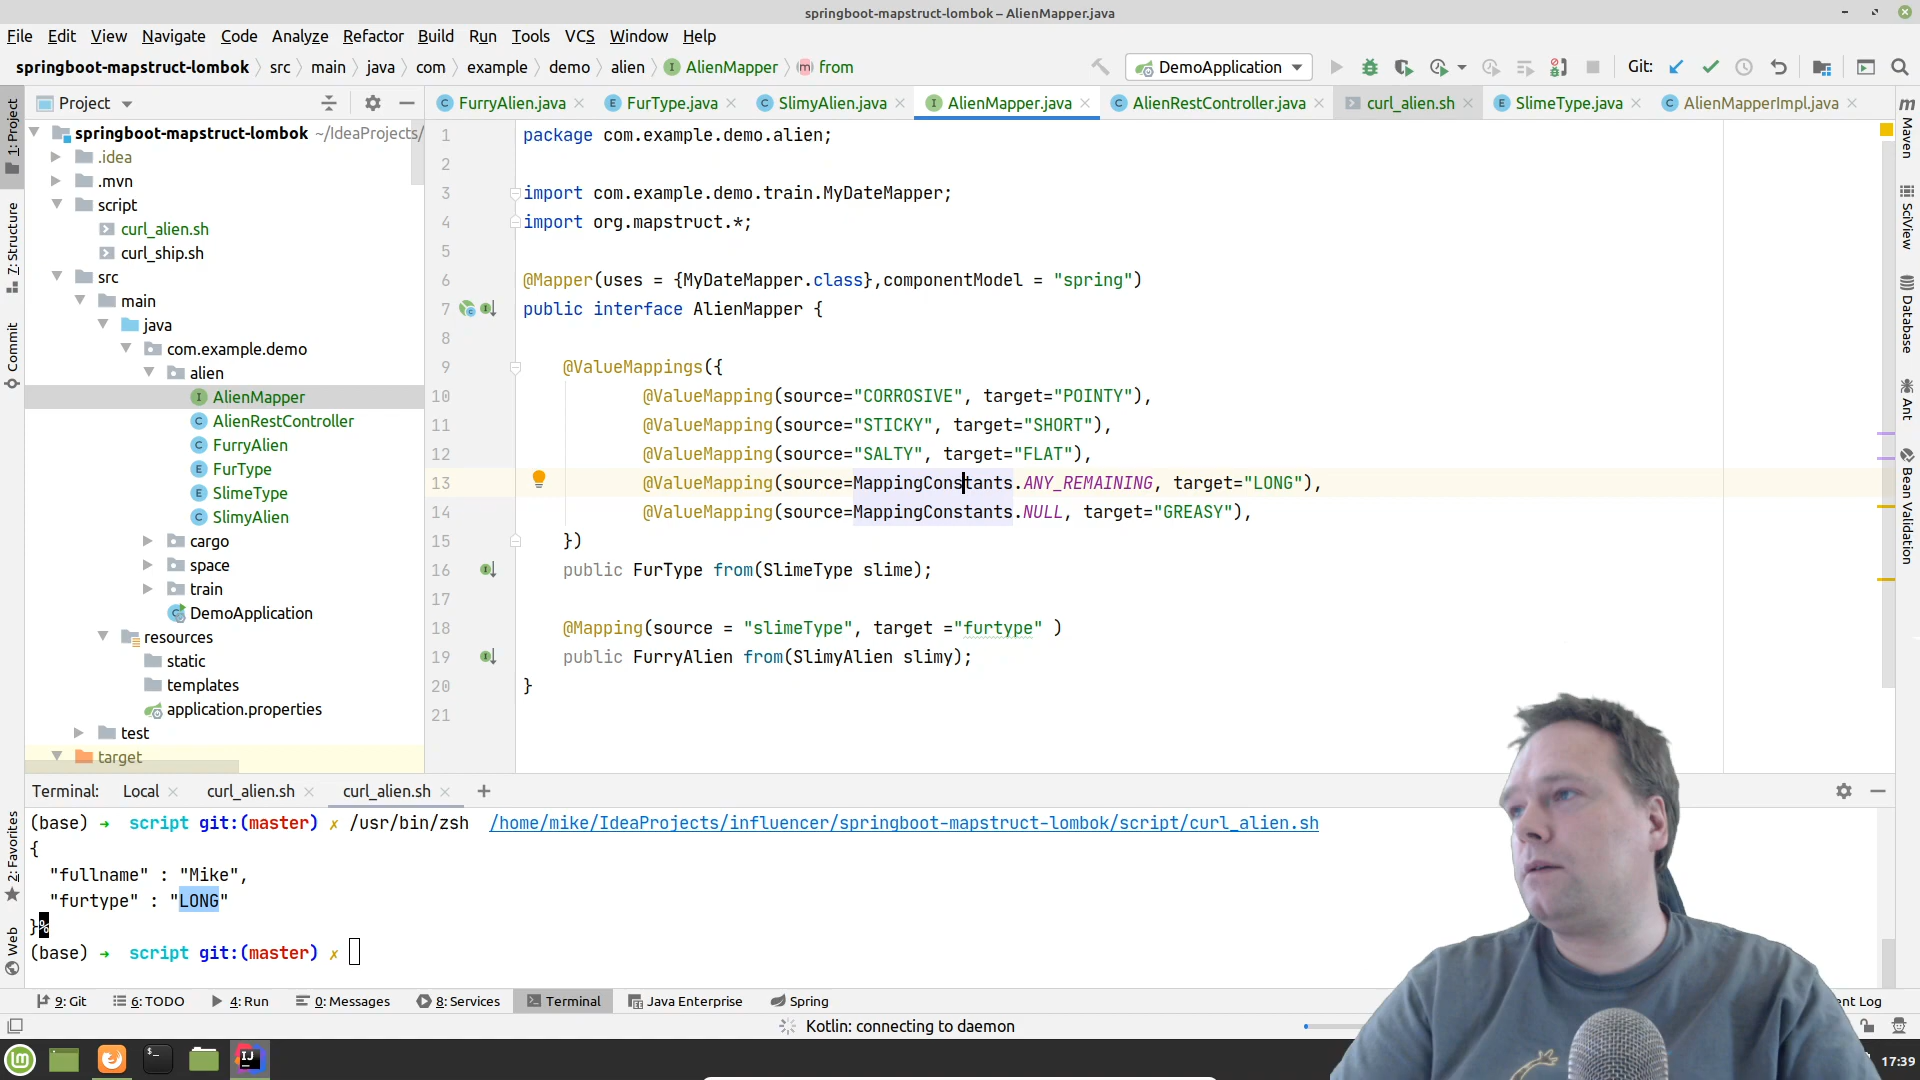 springboot-mapstruct-lombok – AlienMapper.java
File Edit View Navigate Code Analyze Refactor Build Run Tools VCS Window Help
springboot-mapstruct-lombok src main java com example demo alien AlienMapper from DemoApplication Git:
Project FurryAlien.java FurType.java SlimyAlien.java AlienMapper.java AlienRestController.java curl_alien.sh SlimeType.java AlienMapperImpl.java
1: Project
7: Structure
Commit
2: Favorites
Web
springboot-mapstruct-lombok ~/IdeaProjects/
.idea
.mvn
script
curl_alien.sh
curl_ship.sh
src
main
java
com.example.demo
alien
AlienMapper
AlienRestController
FurryAlien
FurType
SlimeType
SlimyAlien
cargo
space
train
DemoApplication
resources
static
templates
application.properties
test
target
1 package com.example.demo.alien;
2
3 import com.example.demo.train.MyDateMapper;
4 import org.mapstruct.*;
5
6 @Mapper(uses = {MyDateMapper.class},componentModel = "spring")
7 public interface AlienMapper {
8
9 @ValueMappings({
10 @ValueMapping(source="CORROSIVE", target="POINTY"),
11 @ValueMapping(source="STICKY", target="SHORT"),
12 @ValueMapping(source="SALTY", target="FLAT"),
13 @ValueMapping(source=MappingConstants.ANY_REMAINING, target="LONG"),
14 @ValueMapping(source=MappingConstants.NULL, target="GREASY"),
15 })
16 public FurType from(SlimeType slime);
17
18 @Mapping(source = "slimeType", target ="furtype" )
19 public FurryAlien from(SlimyAlien slimy);
20 }
21
Maven
SciView
Database
Ant
Bean Validation
Terminal: Local curl_alien.sh curl_alien.sh
(base) ➜ script git:(master) ✗ /usr/bin/zsh /home/mike/IdeaProjects/influencer/springboot-mapstruct-lombok/script/curl_alien.sh
{
"fullname" : "Mike",
"furtype" : "LONG"
}%
(base) ➜ script git:(master) ✗
9: Git 6: TODO 4: Run 0: Messages 8: Services Terminal Java Enterprise Spring ent Log
Kotlin: connecting to daemon
17:39